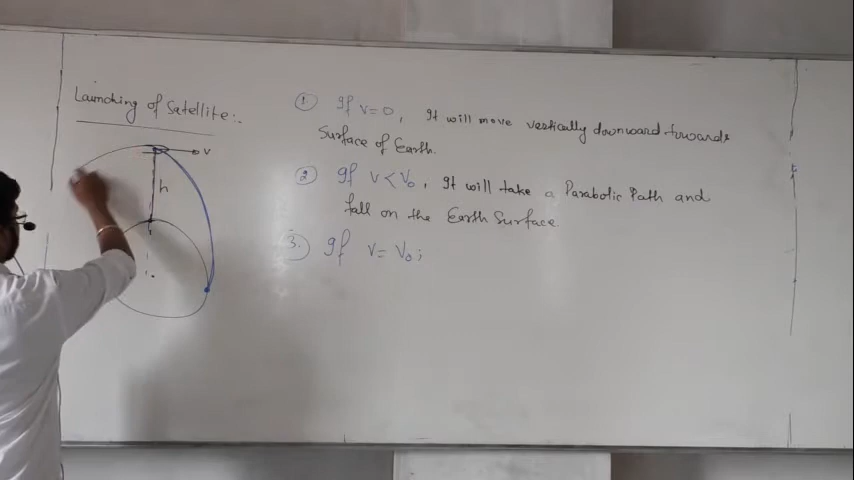 Launching of Satellite:.
v
h
① If v=0, It will move vertically downward towards
Surface of Earth.
② If v<V₀, It will take a Parabolic Path and
fall on the Earth Surface.
3. If v= V₀;